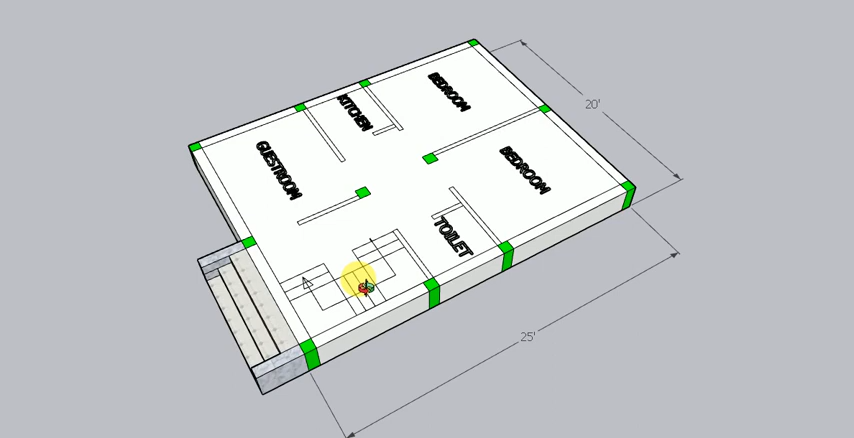 BEDROOM
20'
KITCHEN
GUESTROOM
BEDROOM
TOILET
25'